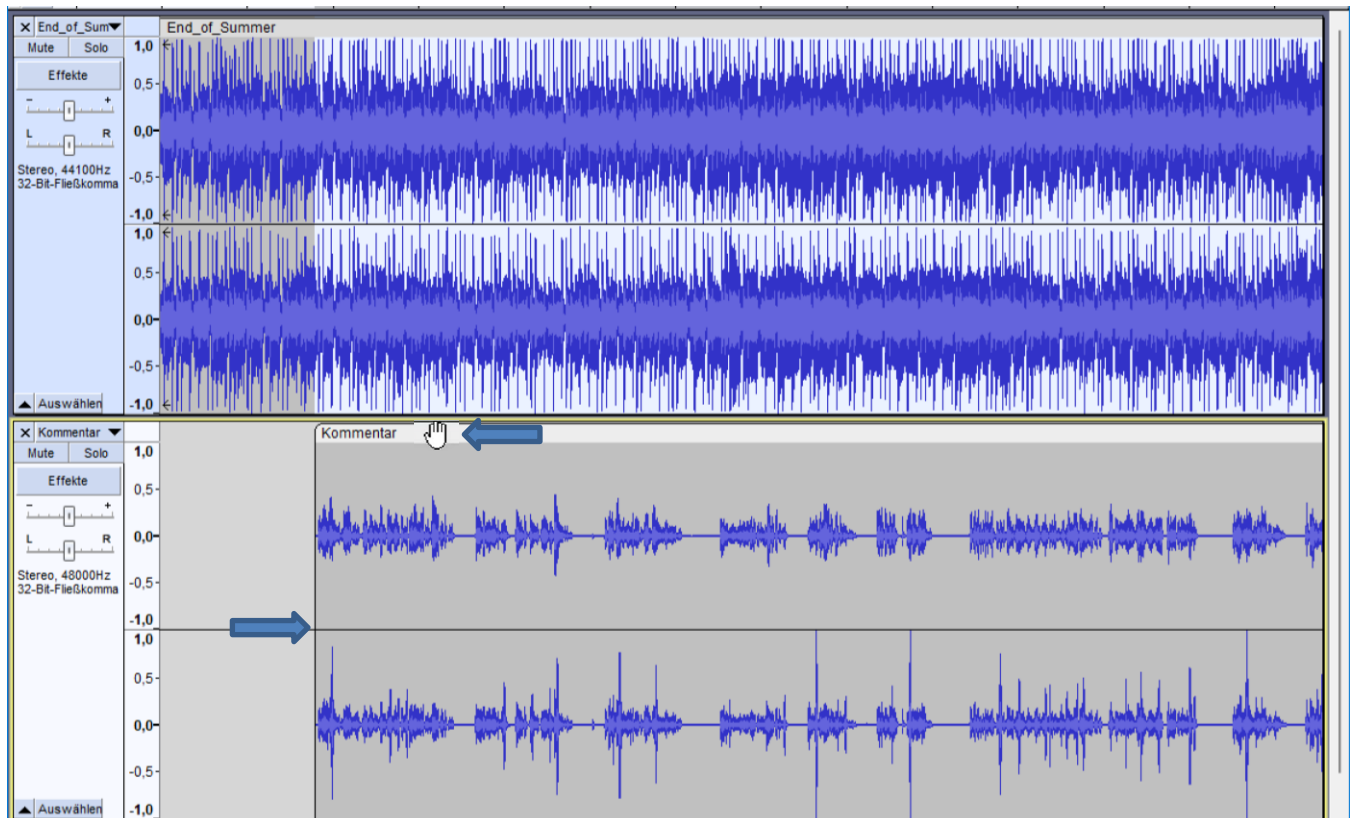 × End_of_Sum▼ End_of_Summer
Mute Solo
Effekte
- +
L R
Stereo, 44100Hz
32-Bit-Fließkomma
▲ Auswählen
1,0
0,5-
0,0-
-0,5-
-1,0
1,0
0,5-
0,0-
-0,5-
-1,0
× Kommentar ▼ Kommentar
Mute Solo
Effekte
- +
L R
Stereo, 48000Hz
32-Bit-Fließkomma
▲ Auswählen
1,0
0,5-
0,0-
-0,5-
-1,0
1,0
0,5-
0,0-
-0,5-
-1,0